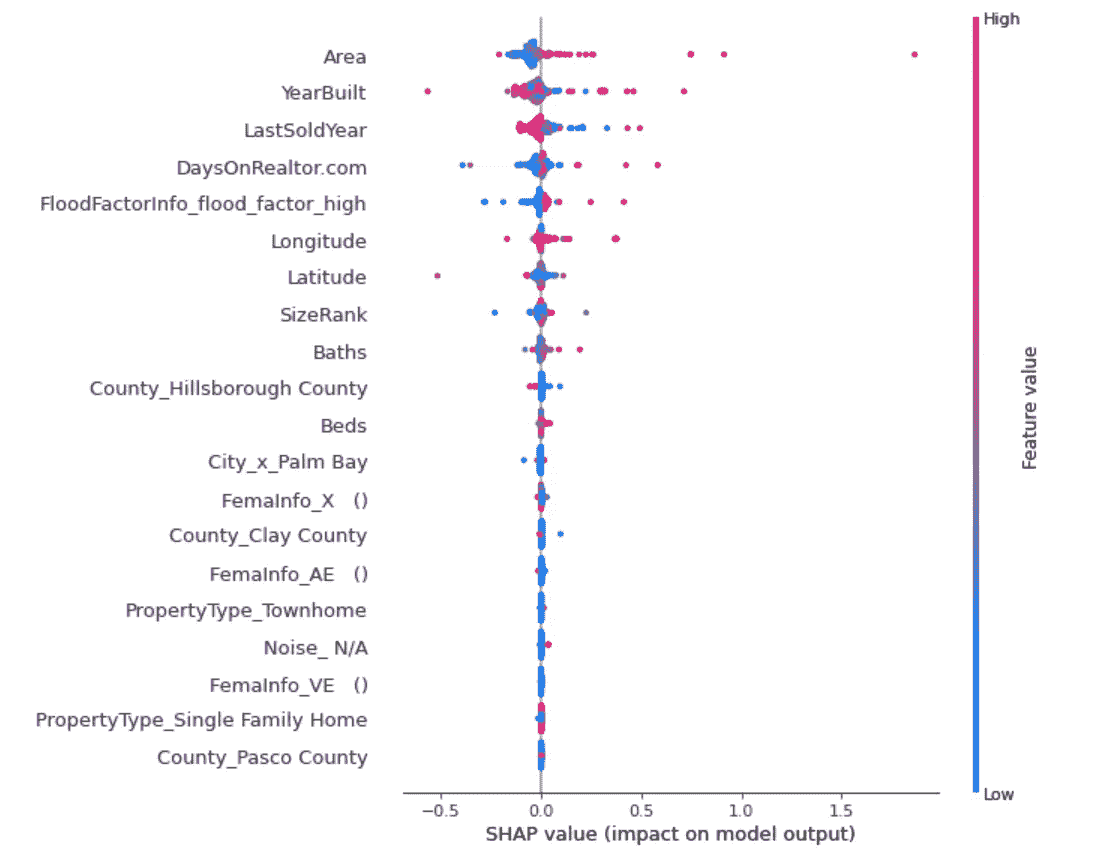 High
Area
YearBuilt
LastSoldYear
DaysOnRealtor.com
FloodFactorInfo_flood_factor_high
Longitude
Latitude
SizeRank
Baths
County_Hillsborough County
Beds
City_x_Palm Bay
FemaInfo_X ()
County_Clay County
FemaInfo_AE ()
PropertyType_Townhome
Noise_ N/A
FemaInfo_VE ()
PropertyType_Single Family Home
County_Pasco County
Feature value
Low
−0.5 0.0 0.5 1.0 1.5
SHAP value (impact on model output)